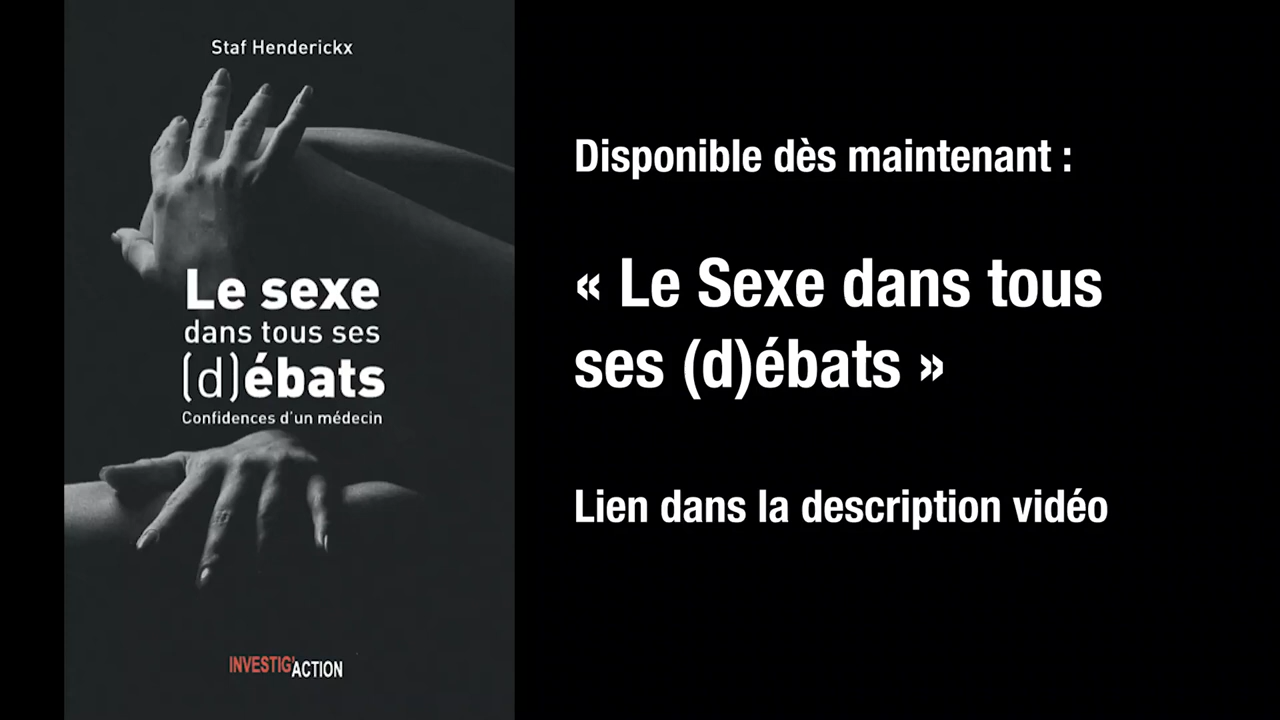 Staf Henderickx
Le sexe
dans tous ses
(d)ébats
Confidences d'un médecin
INVESTIG'ACTION
Disponible dès maintenant :
« Le Sexe dans tous
ses (d)ébats »
Lien dans la description vidéo